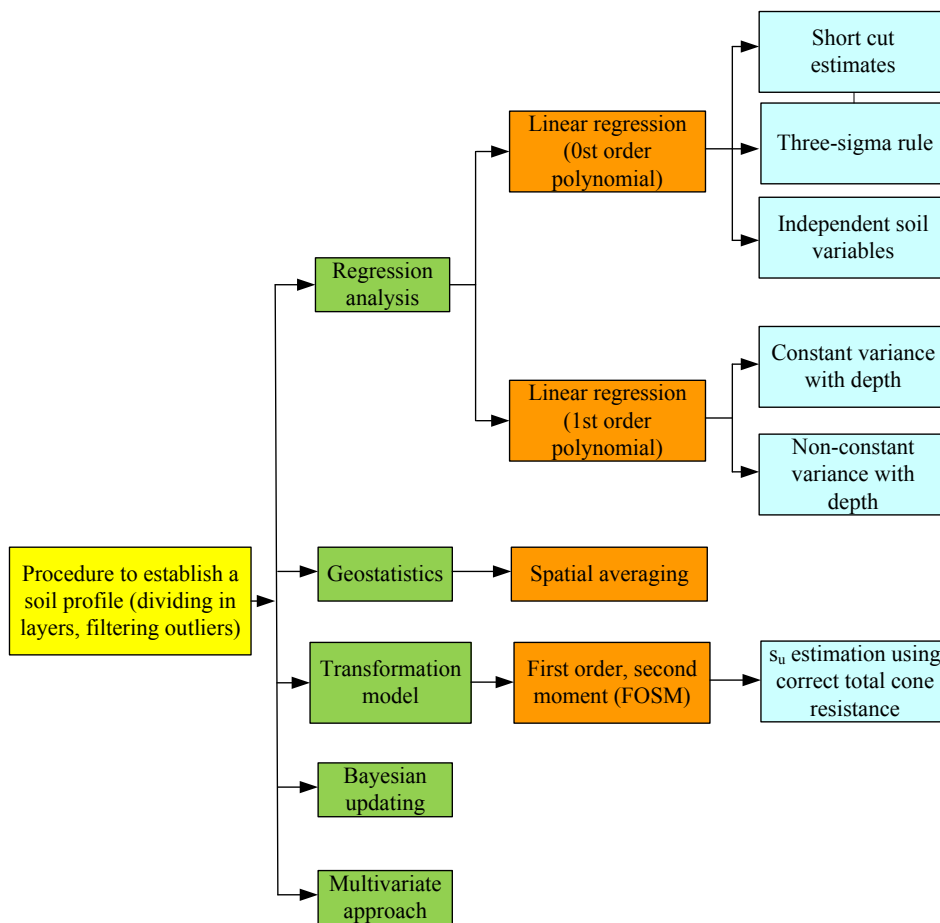 Short cut
estimates
Linear regression
(0st order
polynomial)
Three-sigma rule
Independent soil
variables
Regression
analysis
Constant variance
with depth
Linear regression
(1st order
polynomial)
Non-constant
variance with
depth
Procedure to establish a
soil profile (dividing in
layers, filtering outliers)
Geostatistics
Spatial averaging
Transformation
model
First order, second
moment (FOSM)
su estimation using
correct total cone
resistance
Bayesian
updating
Multivariate
approach